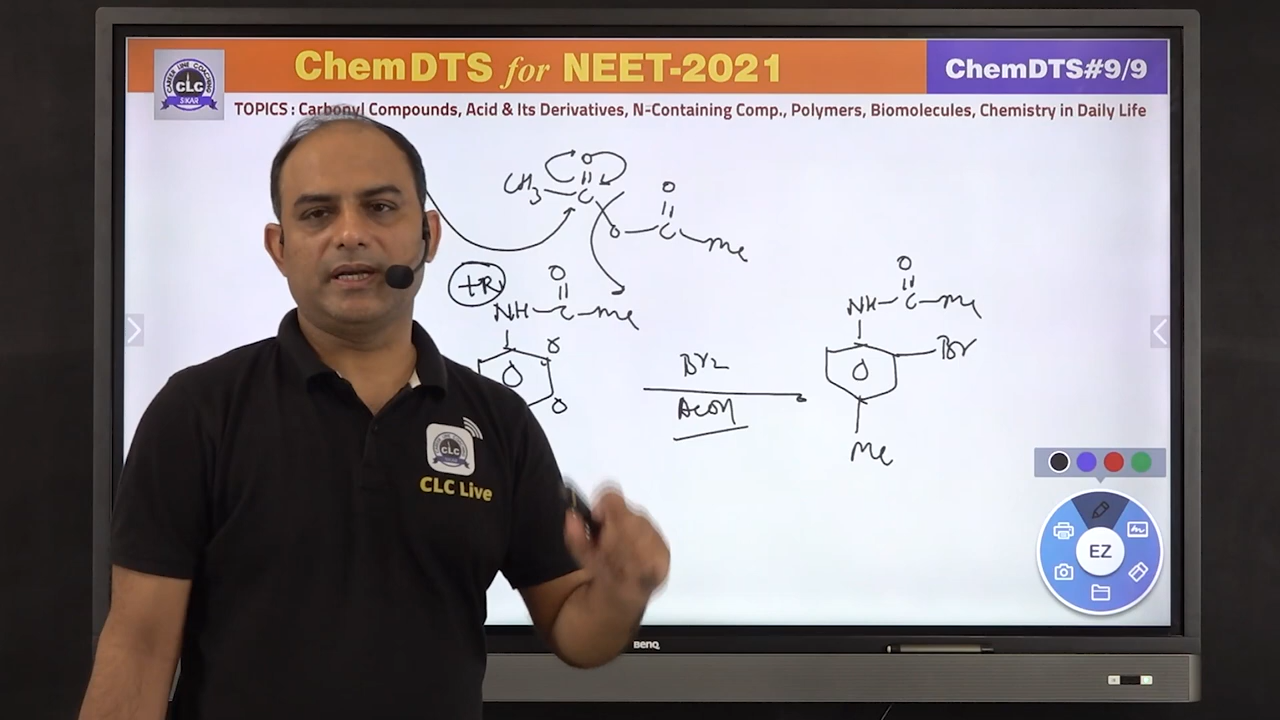 ChemDTS for NEET-2021
ChemDTS#9/9
CAREER LINE COACHING
CLC
SIKAR
TOPICS : Carbonyl Compounds, Acid & Its Derivatives, N-Containing Comp., Polymers, Biomolecules, Chemistry in Daily Life
O
CH3 C
O
O C Me
+R
O
NH C Me
O
NH C Me
Br
Br2
AcOH
Me
CLC
CLC Live
EZ
BenQ